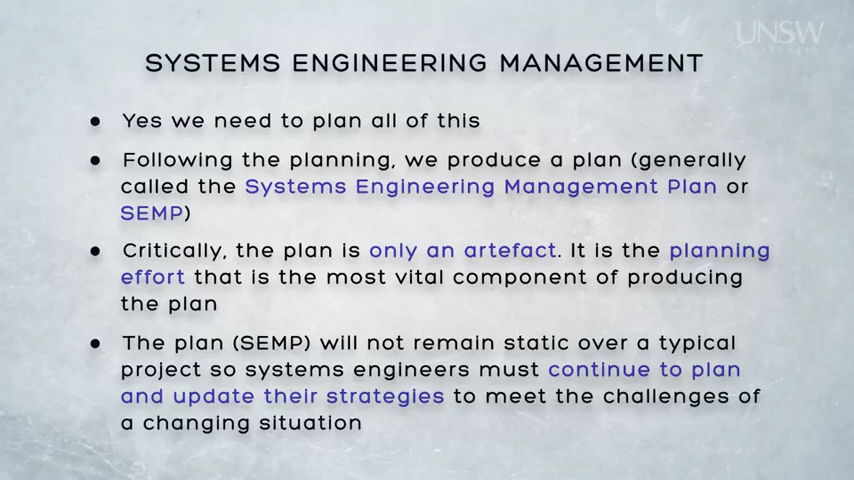 UNSW
AUSTRALIA
SYSTEMS ENGINEERING MANAGEMENT
● Yes we need to plan all of this
● Following the planning, we produce a plan (generally
called the Systems Engineering Management Plan or
SEMP)
● Critically, the plan is only an artefact. It is the planning
effort that is the most vital component of producing
the plan
● The plan (SEMP) will not remain static over a typical
project so systems engineers must continue to plan
and update their strategies to meet the challenges of
a changing situation